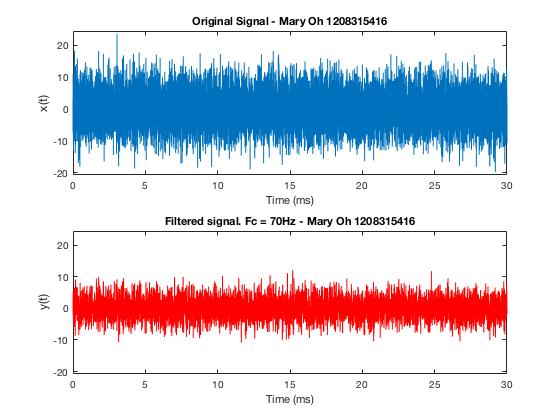 Original Signal - Mary Oh 1208315416
20
10
0
-10
-20
x(t)
0 5 10 15 20 25 30
Time (ms)
Filtered signal. Fc = 70Hz - Mary Oh 1208315416
20
10
0
-10
-20
y(t)
0 5 10 15 20 25 30
Time (ms)